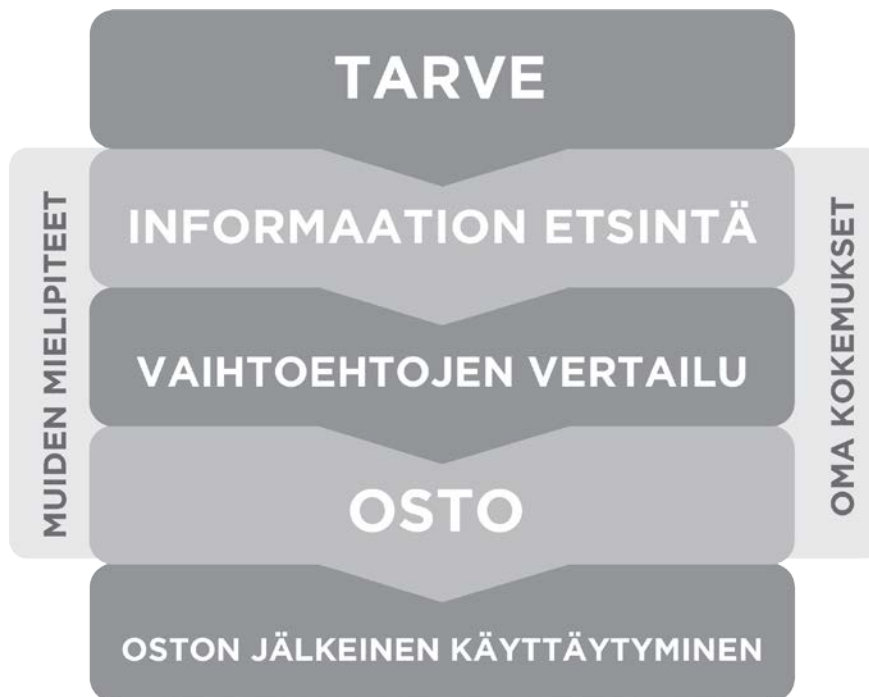 TARVE
INFORMAATION ETSINTÄ
VAIHTOEHTOJEN VERTAILU
OSTO
OSTON JÄLKEINEN KÄYTTÄYTYMINEN
MUIDEN MIELIPITEET
OMA KOKEMUKSET